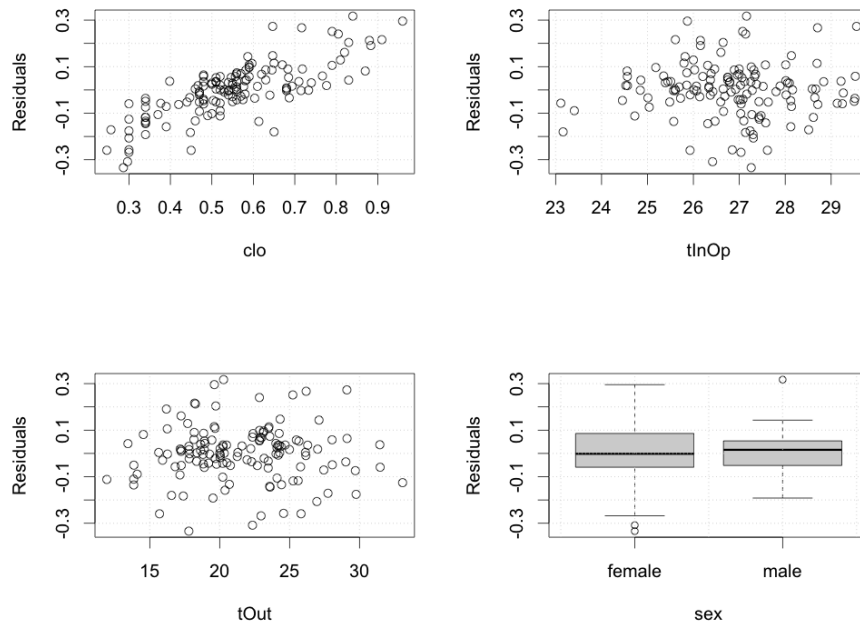 Residuals
0.3
0.1
-0.1
-0.3
0.3 0.4 0.5 0.6 0.7 0.8 0.9
clo
Residuals
0.3
0.1
-0.1
-0.3
23 24 25 26 27 28 29
tInOp
Residuals
0.3
0.1
-0.1
-0.3
15 20 25 30
tOut
Residuals
0.3
0.1
-0.1
-0.3
female male
sex